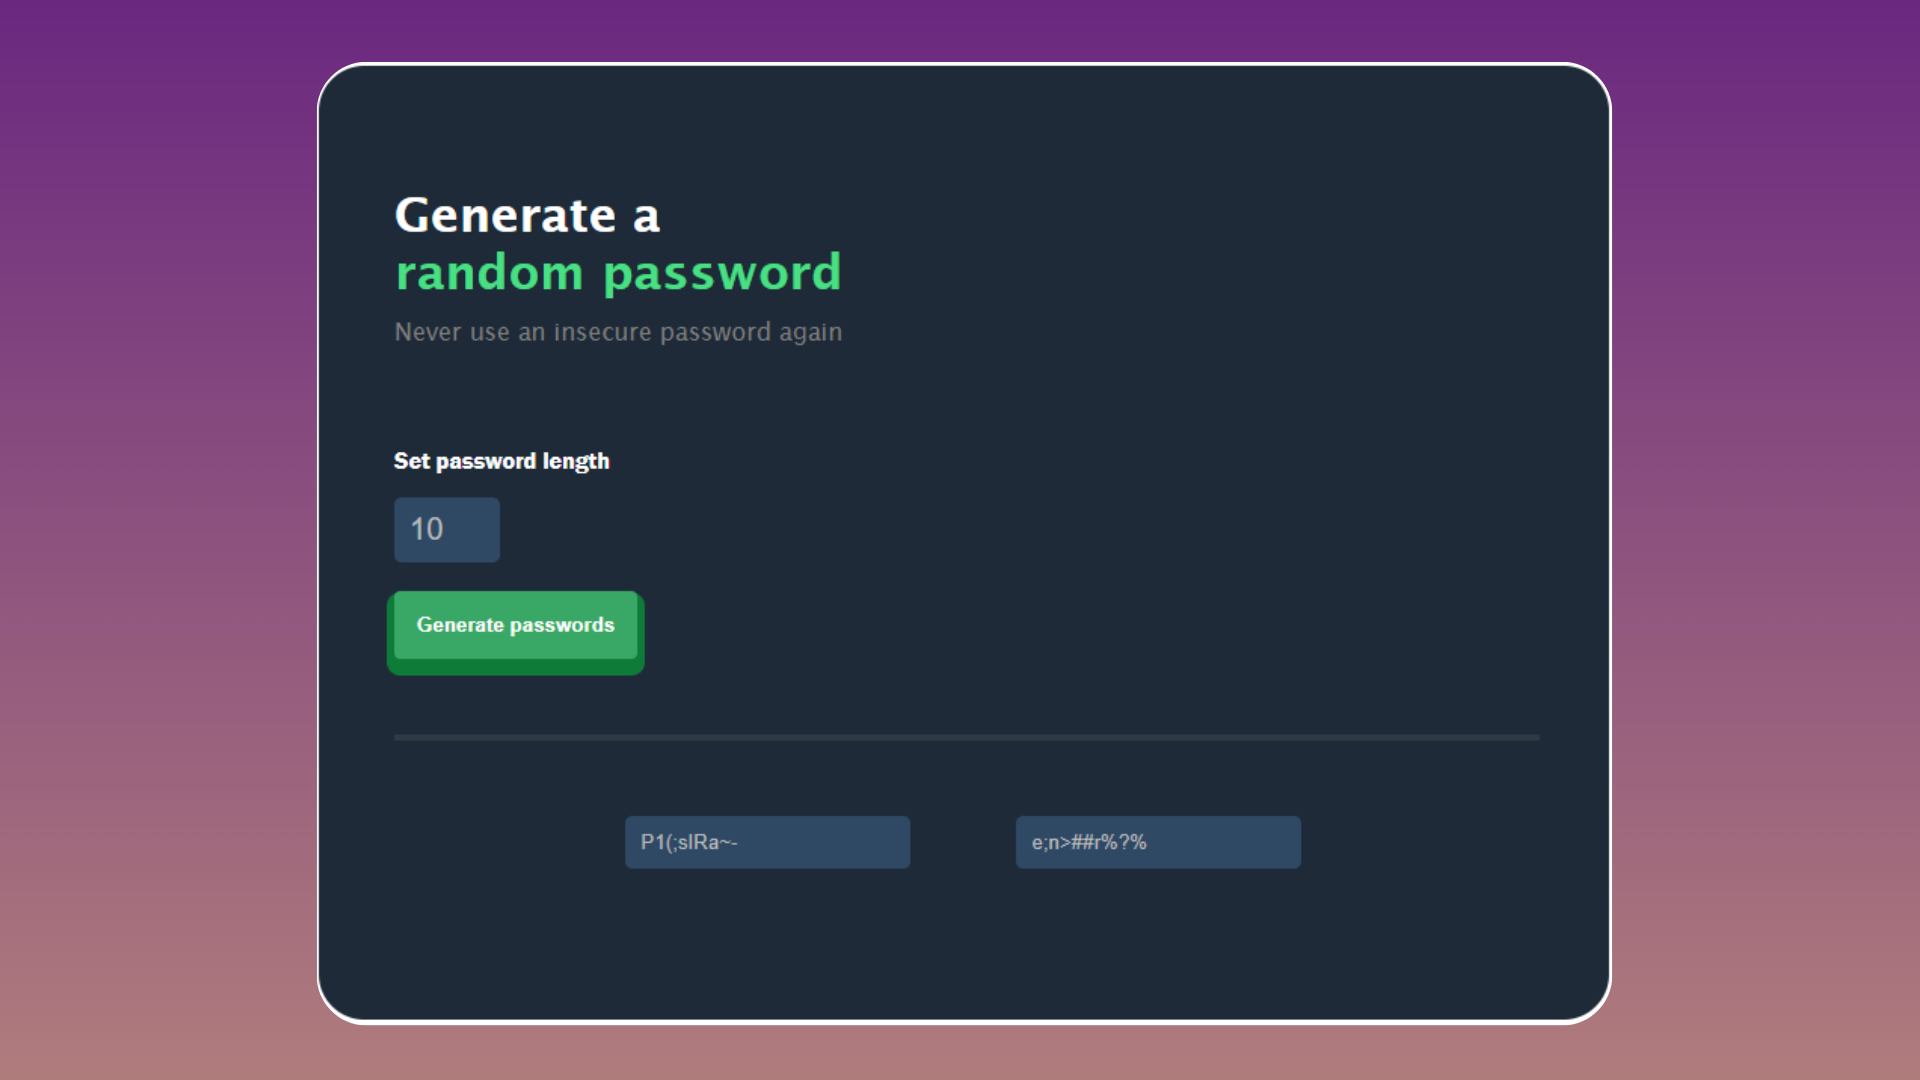 Generate a
random password
Never use an insecure password again
Set password length
10
Generate passwords
P1(;slRa~-
e;n>##r%?%